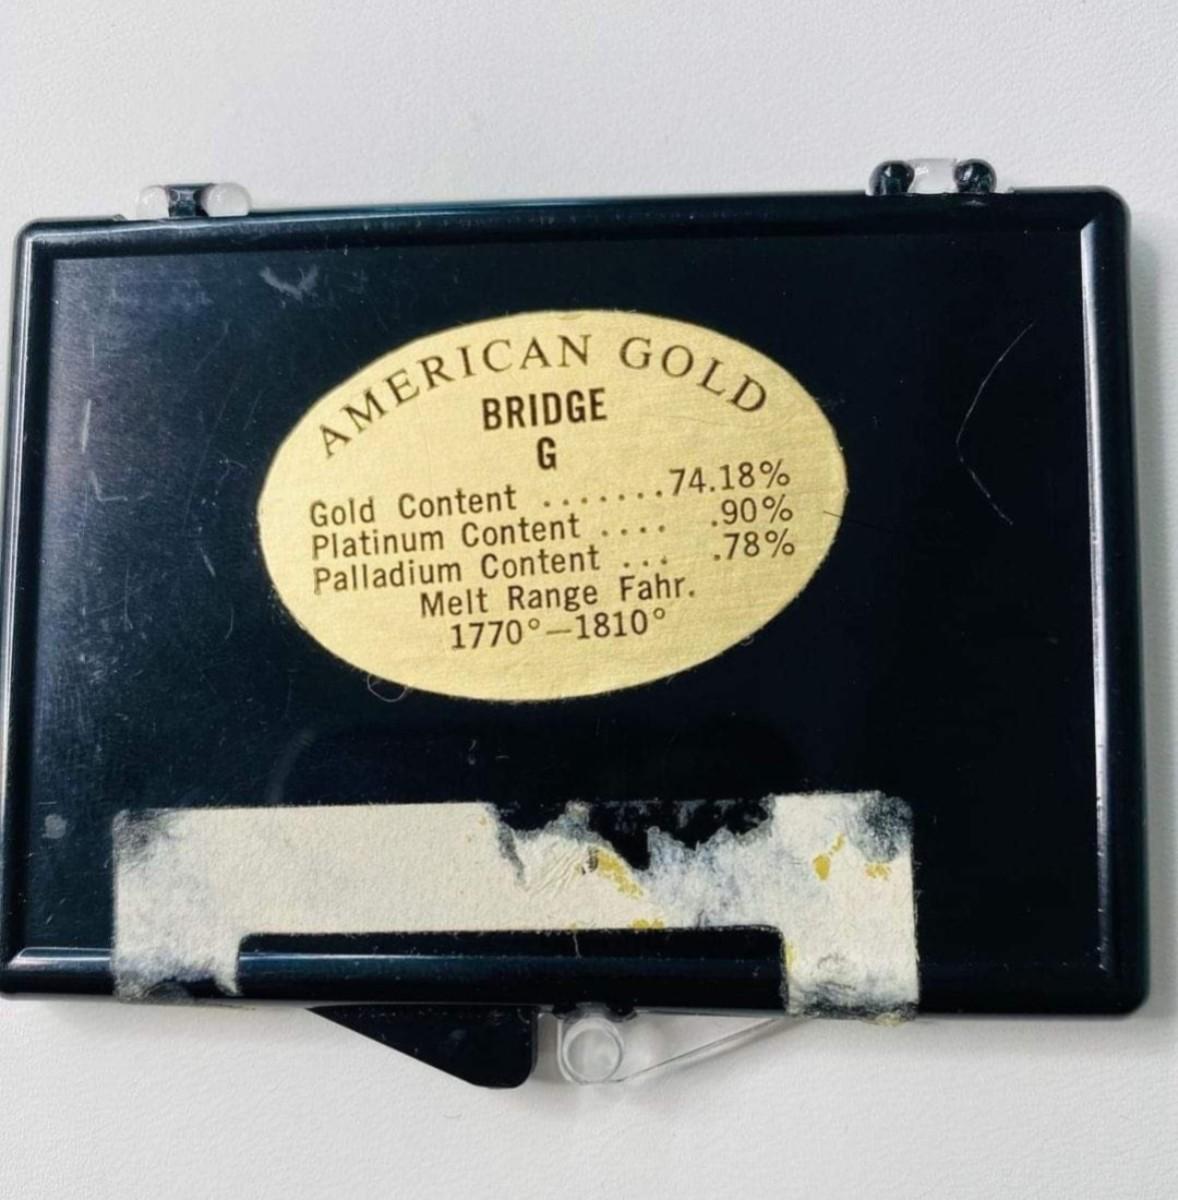 AMERICAN GOLD
BRIDGE
G
Gold Content .......74.18%
Platinum Content .... .90%
Palladium Content ... .78%
Melt Range Fahr.
1770°—1810°